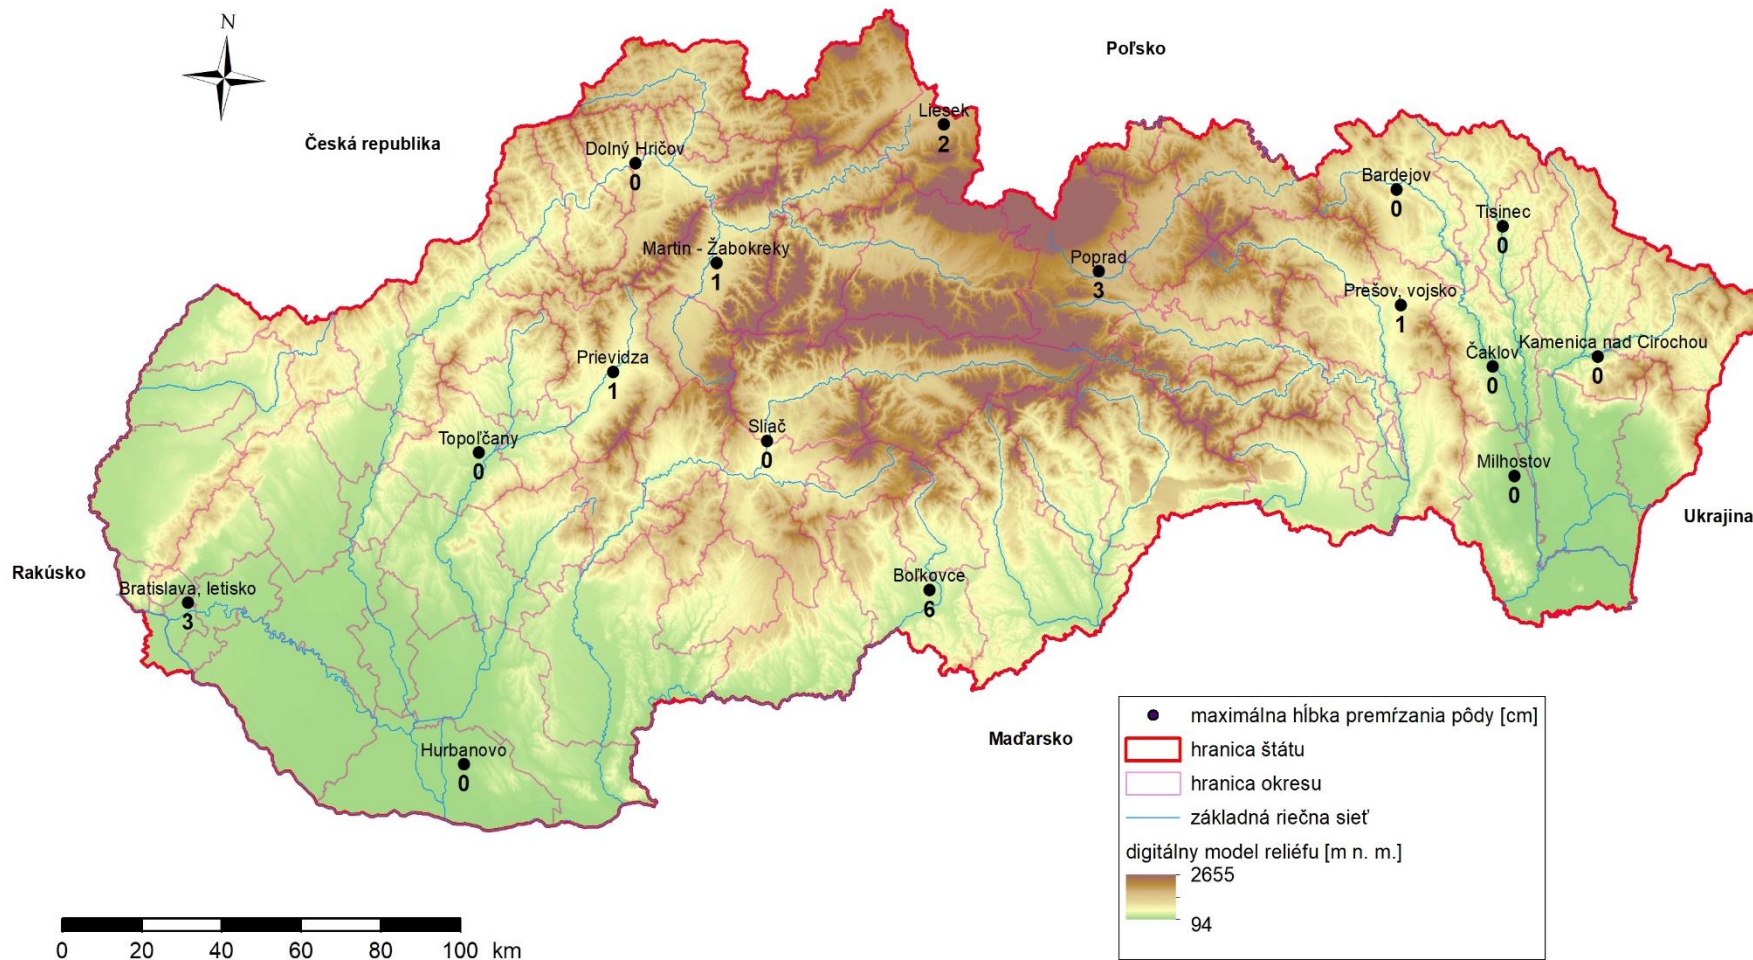 N
Poľsko
Česká republika
Liesek
2
Dolný Hričov
0
Bardejov
0
Tisinec
0
Martin - Žabokreky
1
Poprad
3
Prešov, vojsko
1
Kamenica nad Cirochou
0
Čaklov
0
Prievidza
1
Sliač
0
Topoľčany
0
Milhostov
0
Ukrajina
Rakúsko
Bratislava, letisko
3
Boľkovce
6
Maďarsko
Hurbanovo
0
maximálna hĺbka premŕzania pôdy [cm]
hranica štátu
hranica okresu
základná riečna sieť
digitálny model reliéfu [m n. m.]
2655
94
0 20 40 60 80 100 km